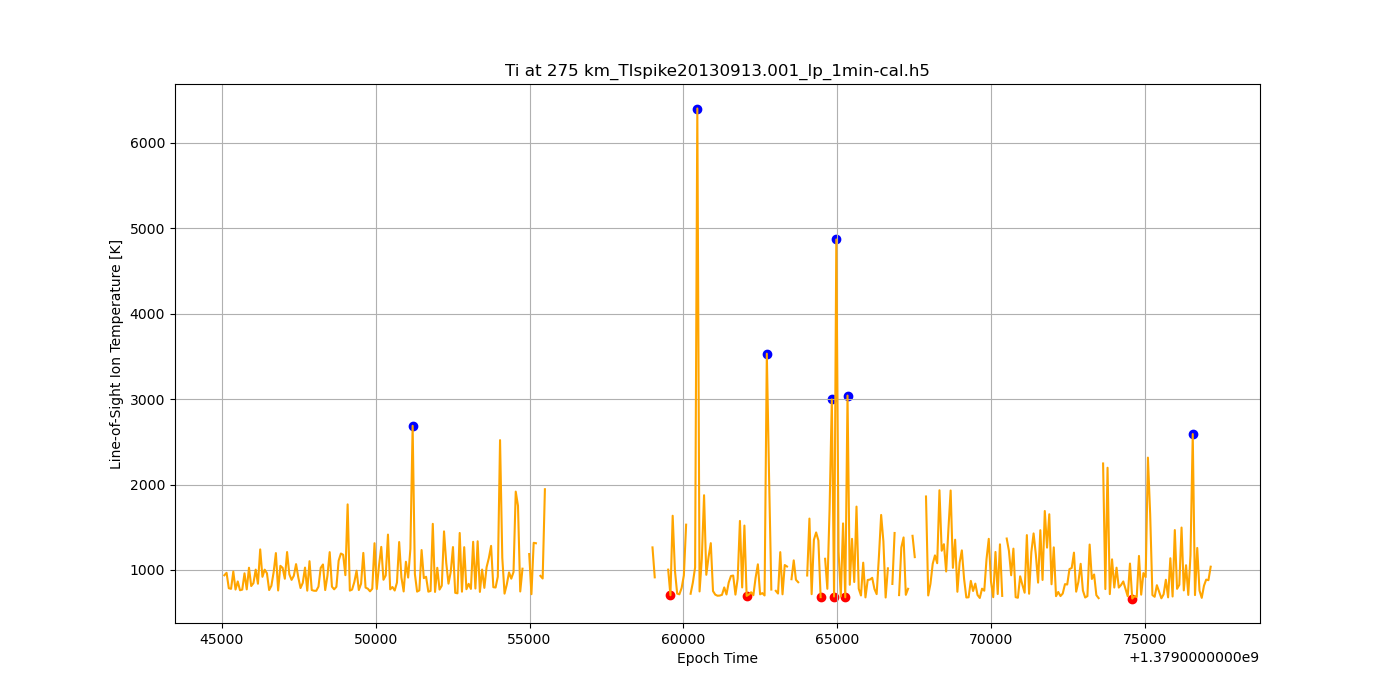 Ti at 275 km_TIspike20130913.001_lp_1min-cal.h5
Line-of-Sight Ion Temperature [K]
6000
5000
4000
3000
2000
1000
45000 50000 55000 60000 65000 70000 75000
Epoch Time
+1.3790000000e9